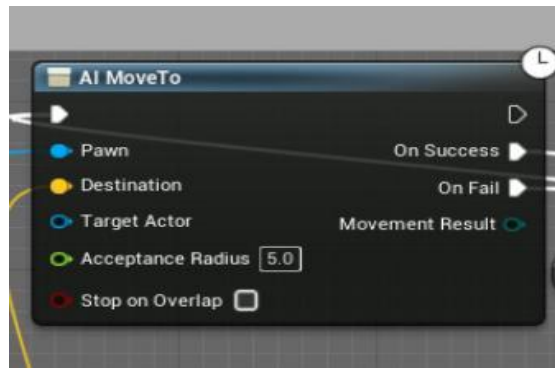 AI MoveTo
Pawn
On Success
Destination
On Fail
Target Actor
Movement Result
Acceptance Radius 5.0
Stop on Overlap